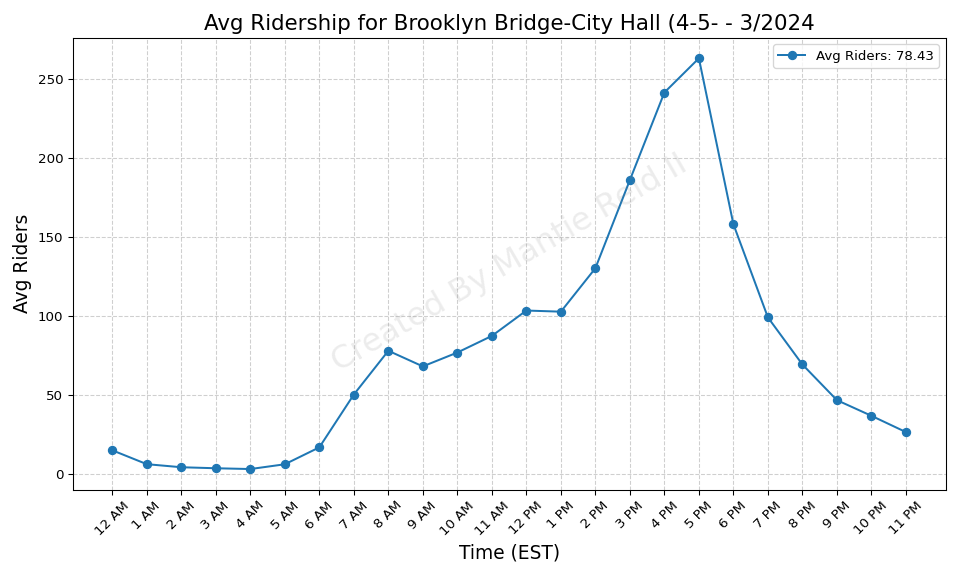 Avg Ridership for Brooklyn Bridge-City Hall (4-5- - 3/2024
Avg Riders: 78.43
Avg Riders
250
200
150
100
50
0
Created By Mantle Reid II
12 AM
1 AM
2 AM
3 AM
4 AM
5 AM
6 AM
7 AM
8 AM
9 AM
10 AM
11 AM
12 PM
1 PM
2 PM
3 PM
4 PM
5 PM
6 PM
7 PM
8 PM
9 PM
10 PM
11 PM
Time (EST)